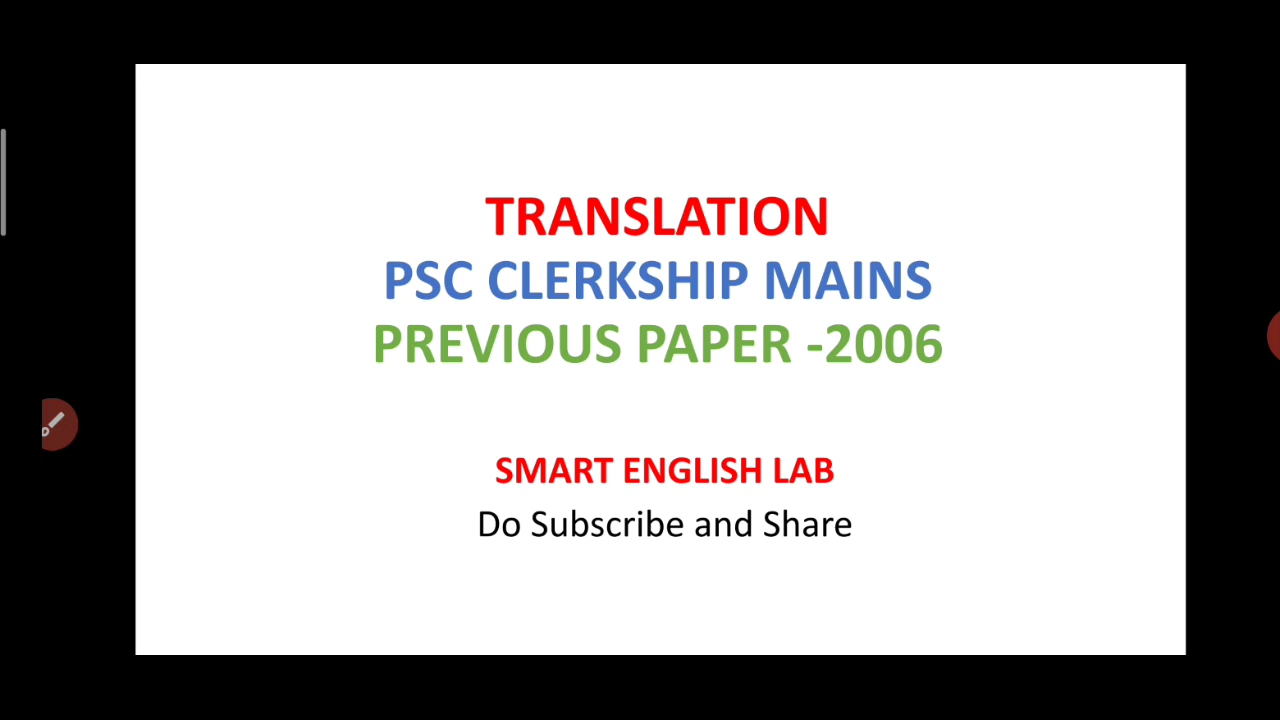 TRANSLATION
PSC CLERKSHIP MAINS
PREVIOUS PAPER -2006
SMART ENGLISH LAB
Do Subscribe and Share